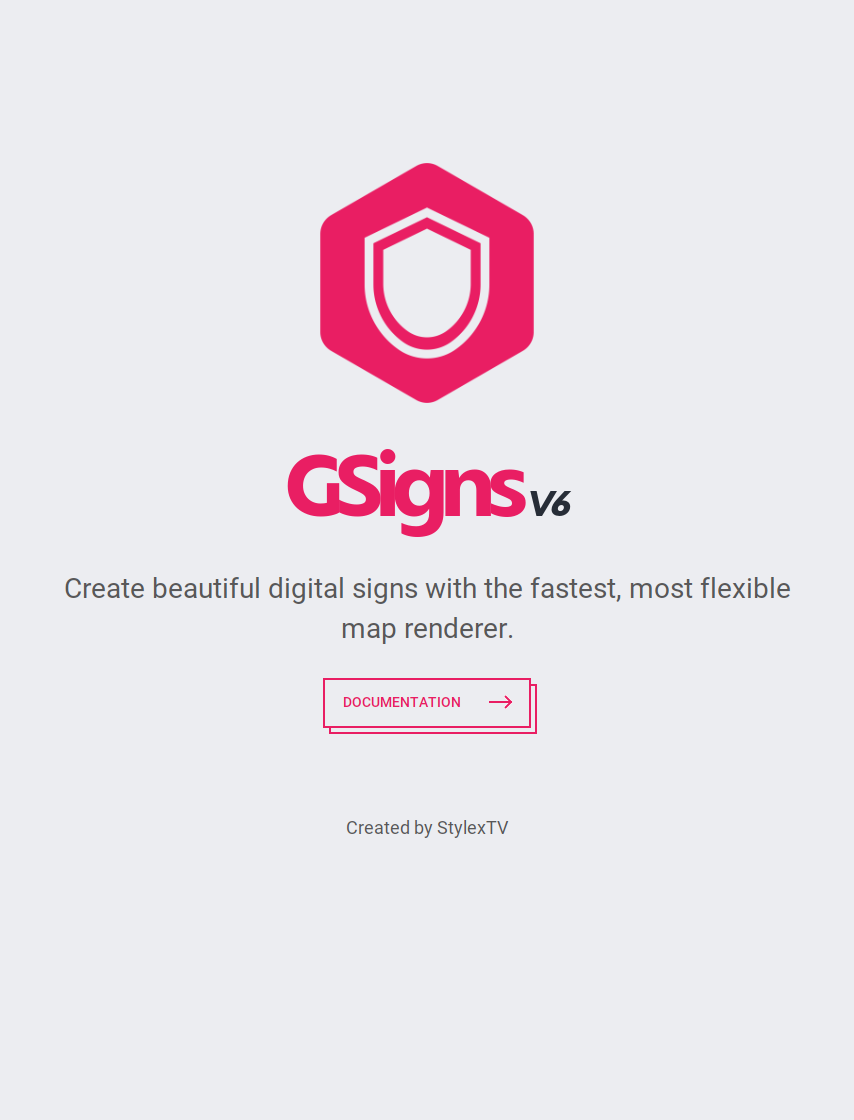 GSigns V6
Create beautiful digital signs with the fastest, most flexible
map renderer.
DOCUMENTATION
Created by StylexTV